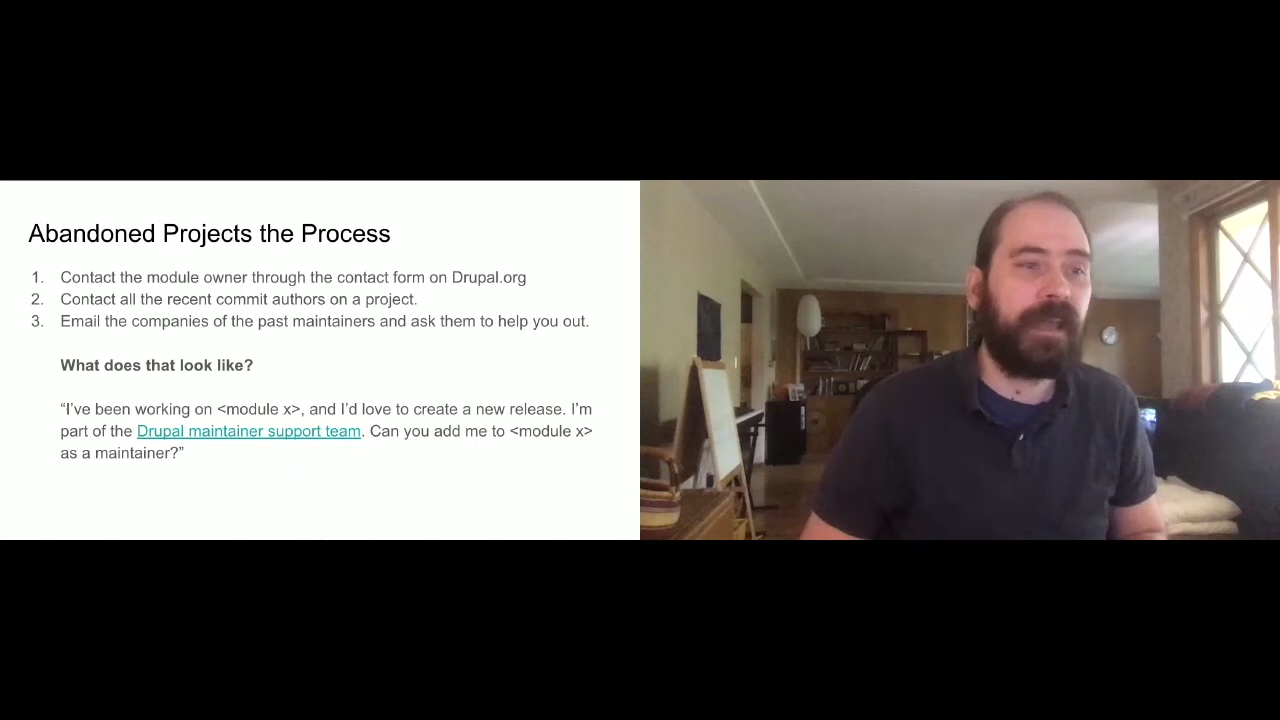 Abandoned Projects the Process
1. Contact the module owner through the contact form on Drupal.org
2. Contact all the recent commit authors on a project.
3. Email the companies of the past maintainers and ask them to help you out.
What does that look like?
“I’ve been working on <module x>, and I’d love to create a new release. I’m
part of the Drupal maintainer support team. Can you add me to <module x>
as a maintainer?”